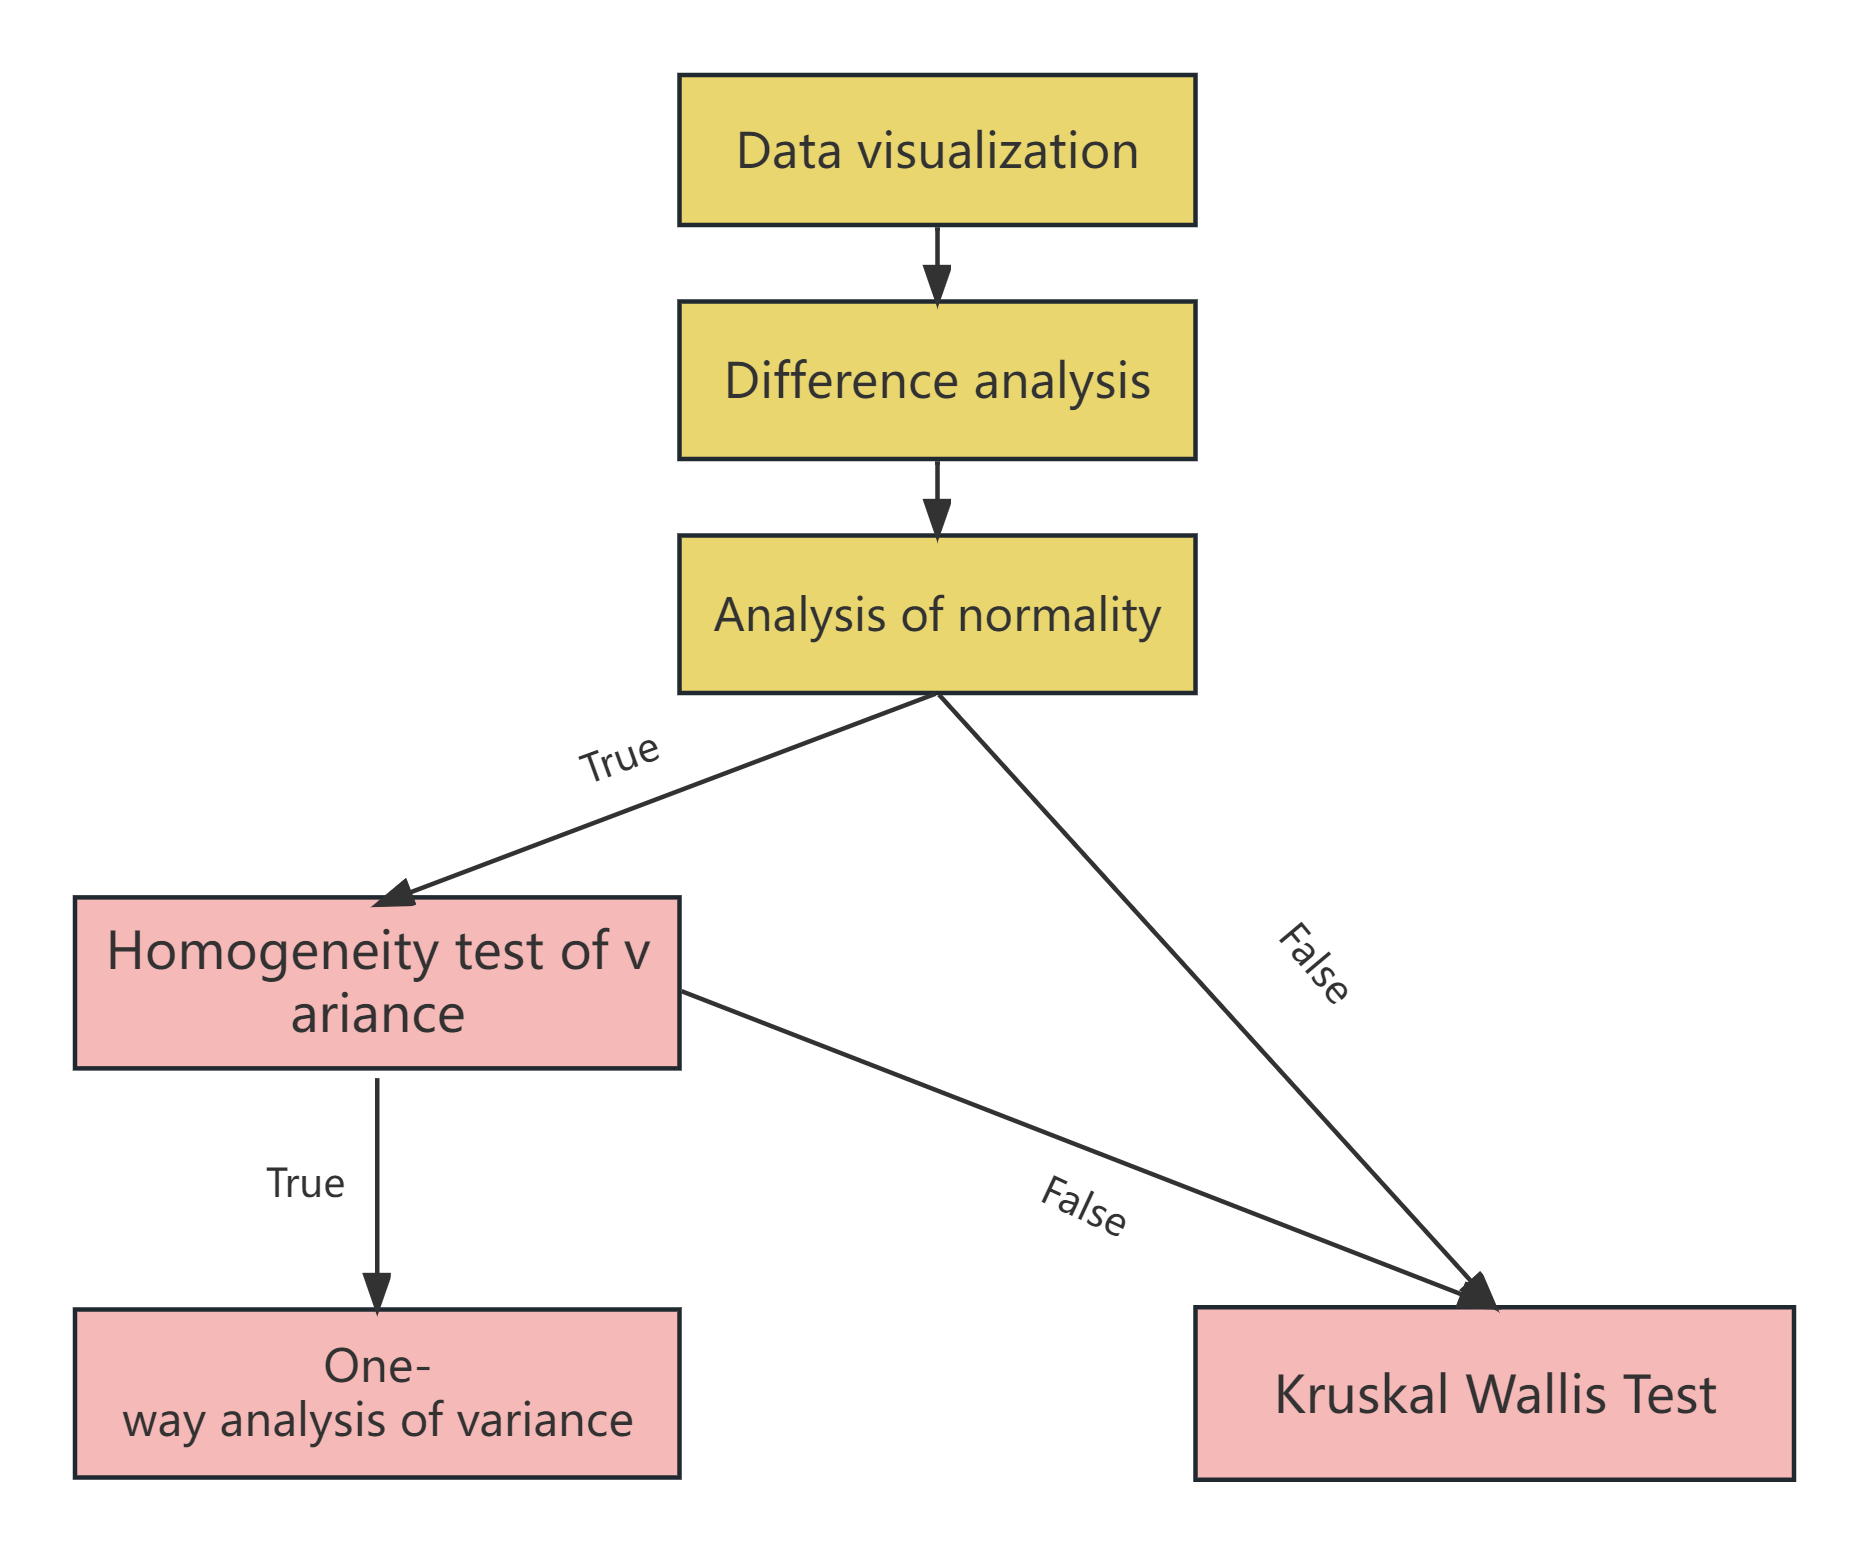 Data visualization
Difference analysis
Analysis of normality
True
False
Homogeneity test of v
ariance
True
False
One-
way analysis of variance
Kruskal Wallis Test